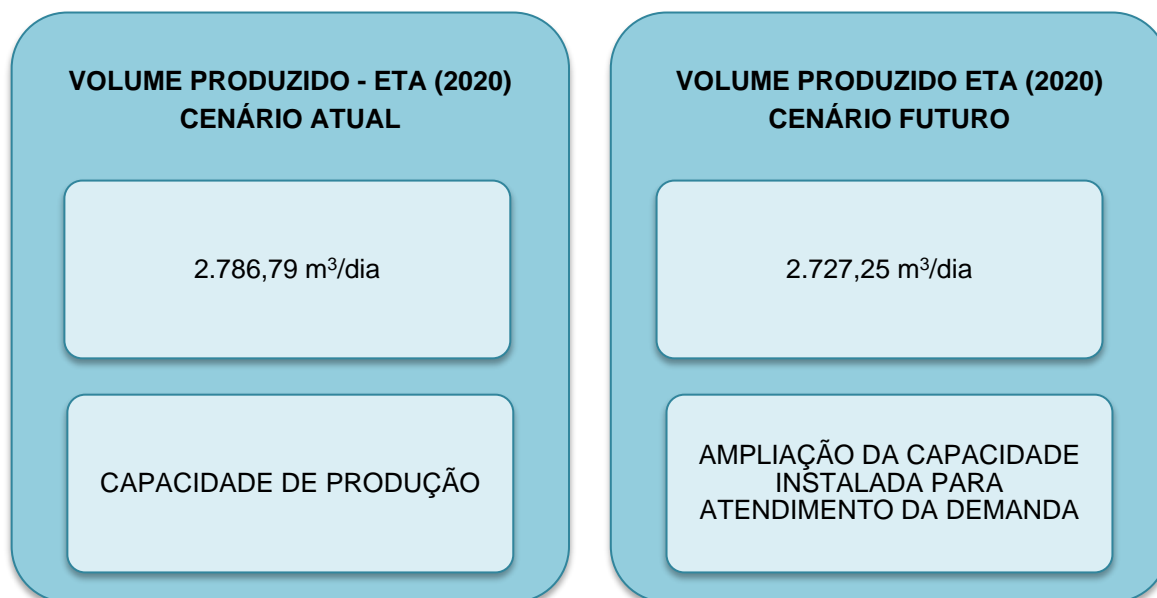 VOLUME PRODUZIDO - ETA (2020)
CENÁRIO ATUAL
2.786,79 m³/dia
CAPACIDADE DE PRODUÇÃO
VOLUME PRODUZIDO ETA (2020)
CENÁRIO FUTURO
2.727,25 m³/dia
AMPLIAÇÃO DA CAPACIDADE
INSTALADA PARA
ATENDIMENTO DA DEMANDA